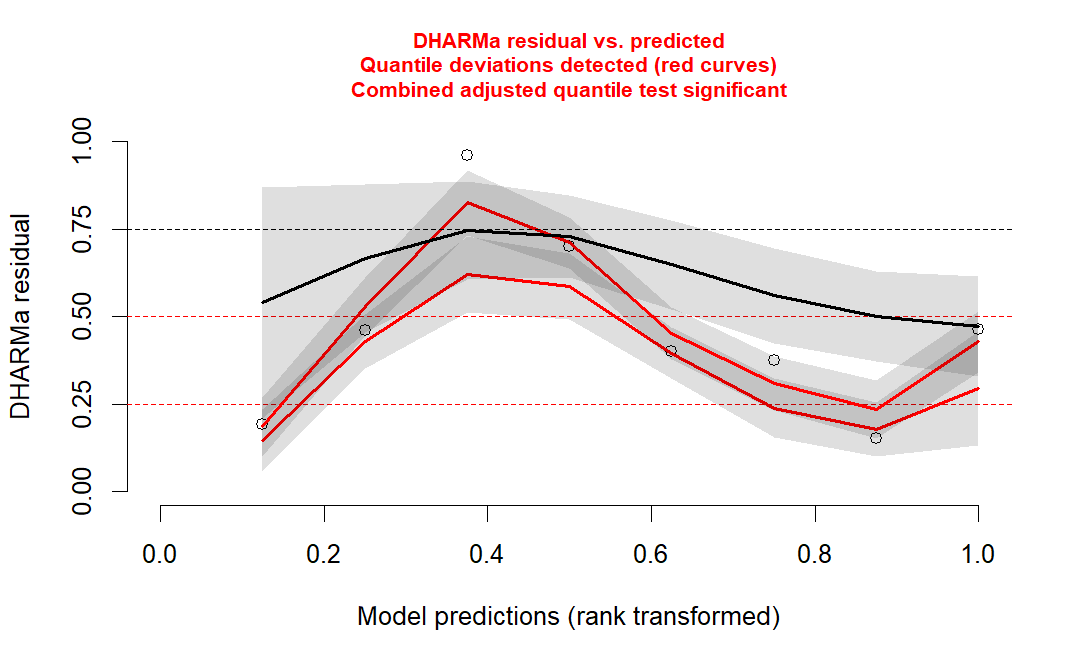 DHARMa residual vs. predicted
Quantile deviations detected (red curves)
Combined adjusted quantile test significant
DHARMa residual
1.00
0.75
0.50
0.25
0.00
0.0 0.2 0.4 0.6 0.8 1.0
Model predictions (rank transformed)